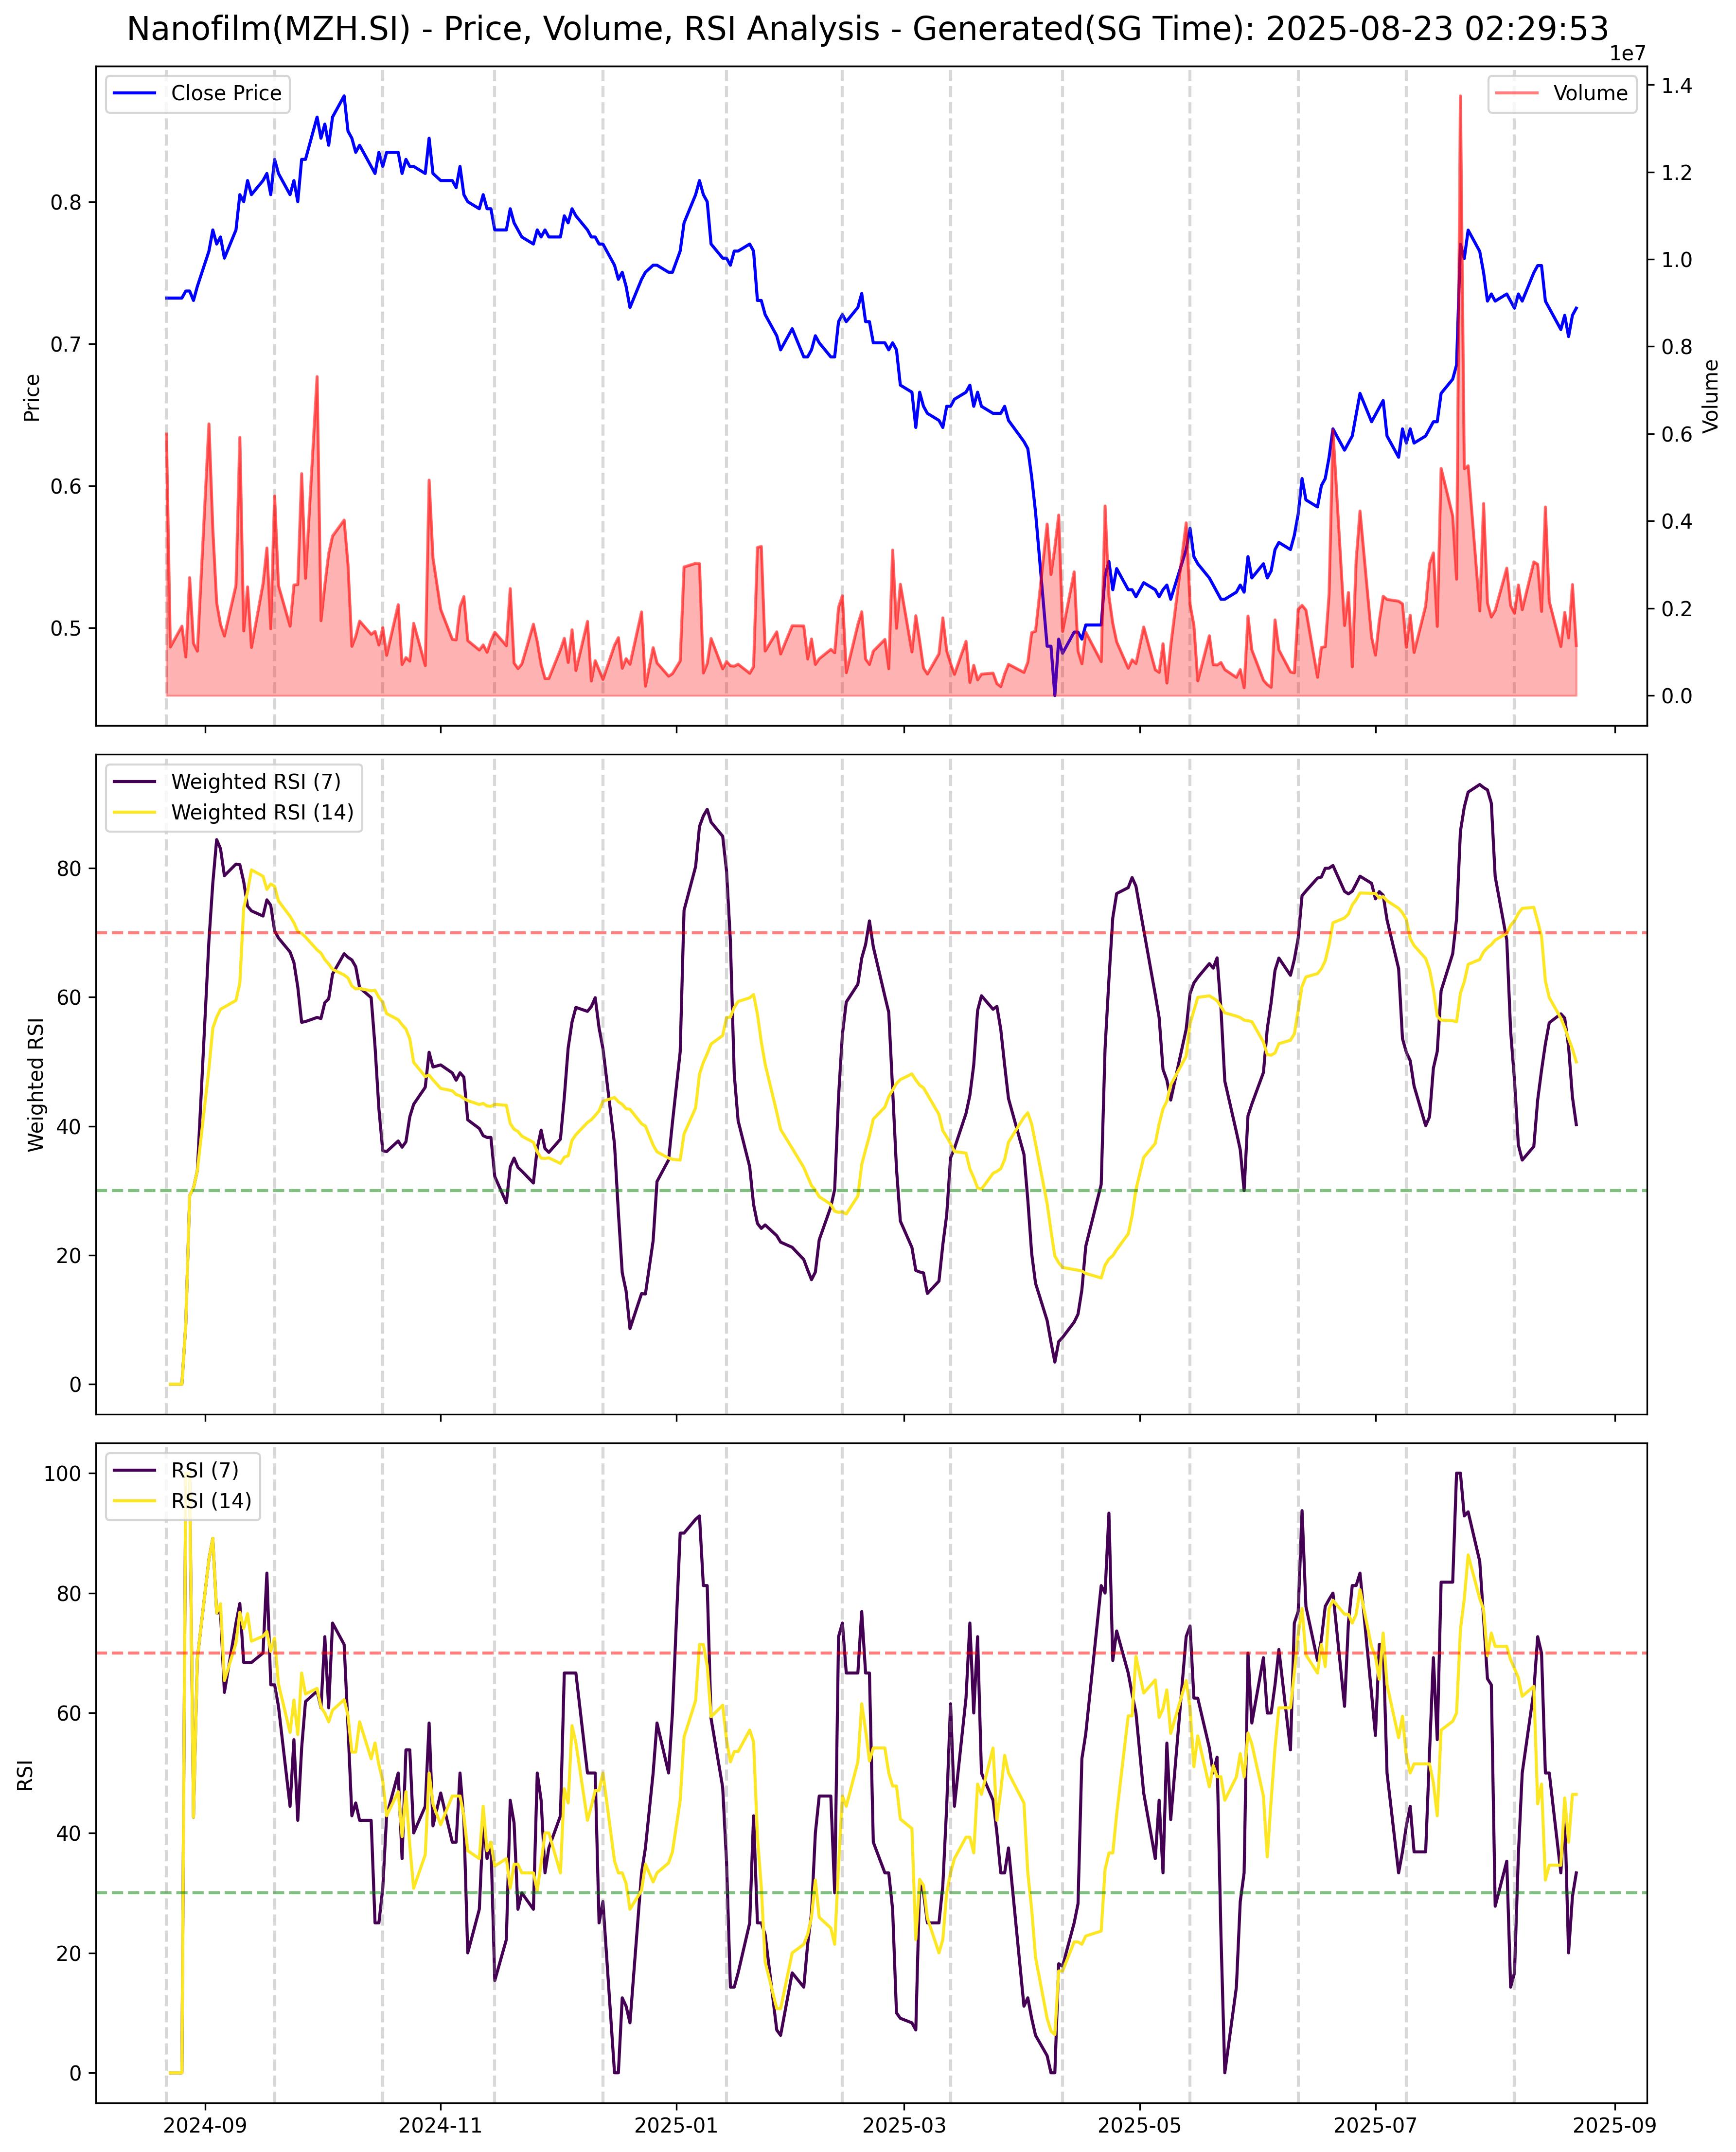 Nanofilm(MZH.SI) - Price, Volume, RSI Analysis - Generated(SG Time): 2025-08-23 02:29:53
1e7
Close Price
Volume
1.4
1.2
1.0
0.8
0.6
0.4
0.2
0.0
0.8
0.7
0.6
0.5
Price
Volume
Weighted RSI (7)
Weighted RSI (14)
80
60
40
20
0
Weighted RSI
RSI (7)
RSI (14)
100
80
60
40
20
0
RSI
2024-09
2024-11
2025-01
2025-03
2025-05
2025-07
2025-09